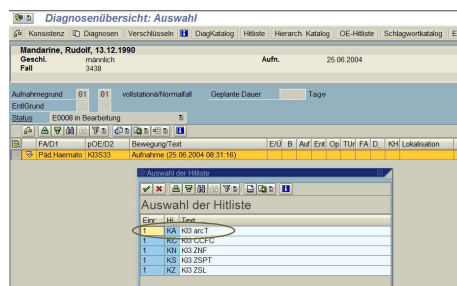 Diagnosenübersicht: Auswahl
Konsistenz Diagnosen Verschlüsseln DiagKatalog Hitliste Hierarch. Katalog OE-Hitliste Schlagwortkatalog E
Mandarine, Rudolf, 13.12.1990
Geschl. männlich Aufn. 25.06.2004
Fall 3438
Aufnahmegrund 01 01 vollstationä/Normalfall Geplante Dauer Tage
EntlGrund
Status E0008 in Bearbeitung
FA/D1 pOE/D2 Bewegung/Text E/Ü B Auf Ent Op TUr FA D_ KH Lokalisation
Päd.Haemato KI3S33 Aufnahme (25.06.2004 08:31:16)
Auswahl der Hitliste
Auswahl der Hitliste
Einr. Hi Text
1 KA KI3 arcT
1 KC KI3 CCFC
1 KN KI3 ZNF
1 KS KI3 ZSPT
1 KZ KI3 ZSL